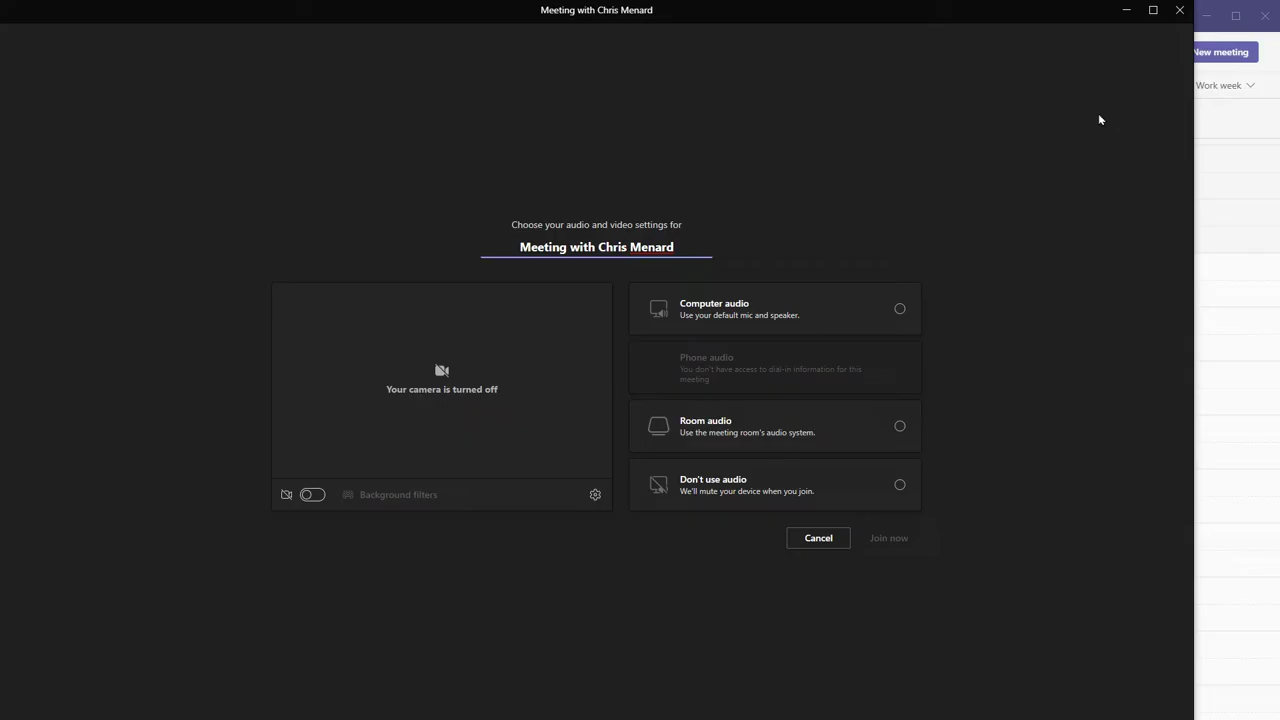 Meeting with Chris Menard
New meeting
Work week
Choose your audio and video settings for
Meeting with Chris Menard
Your camera is turned off
Background filters
Computer audio
Use your default mic and speaker.
Phone audio
You don't have access to dial-in information for this
meeting
Room audio
Use the meeting room's audio system.
Don't use audio
We'll mute your device when you join.
Cancel
Join now